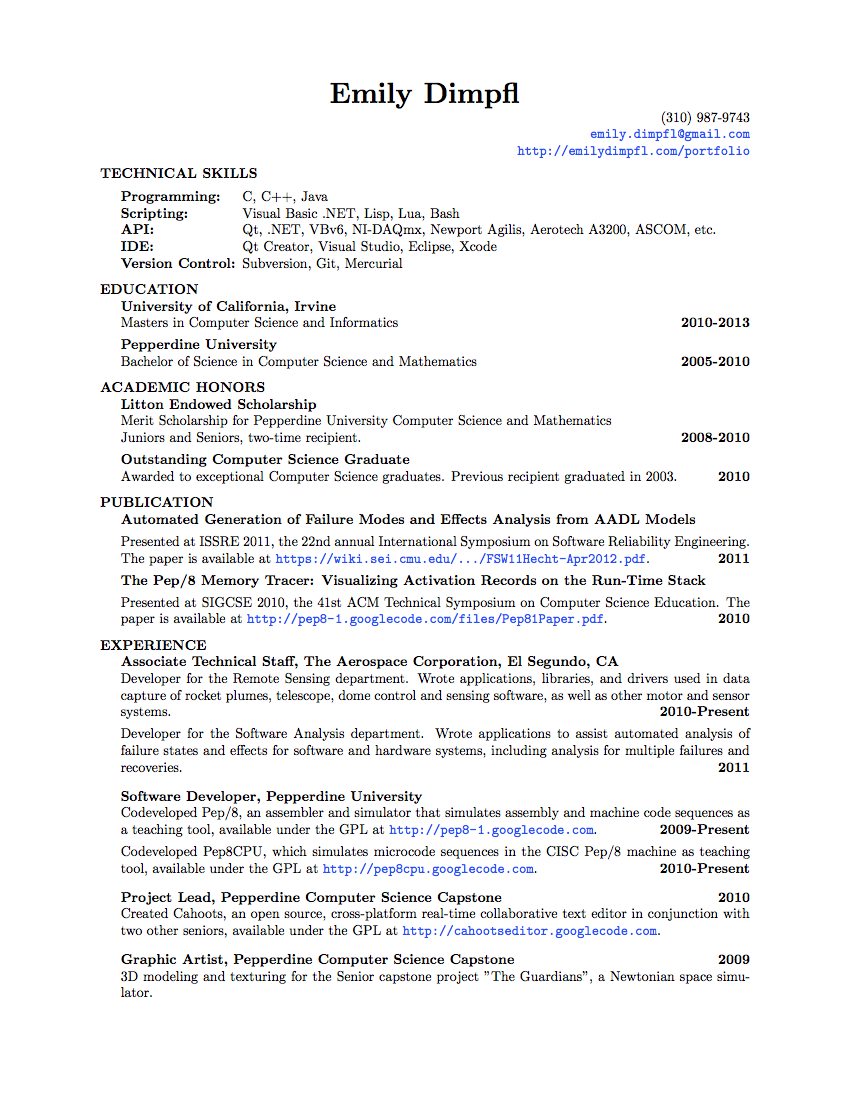 Emily Dimpfl
(310) 987-9743
emily.dimpfl@gmail.com
http://emilydimpfl.com/portfolio
TECHNICAL SKILLS
Programming: C, C++, Java
Scripting: Visual Basic .NET, Lisp, Lua, Bash
API: Qt, .NET, VBv6, NI-DAQmx, Newport Agilis, Aerotech A3200, ASCOM, etc.
IDE: Qt Creator, Visual Studio, Eclipse, Xcode
Version Control: Subversion, Git, Mercurial
EDUCATION
University of California, Irvine
Masters in Computer Science and Informatics 2010-2013
Pepperdine University
Bachelor of Science in Computer Science and Mathematics 2005-2010
ACADEMIC HONORS
Litton Endowed Scholarship
Merit Scholarship for Pepperdine University Computer Science and Mathematics
Juniors and Seniors, two-time recipient. 2008-2010
Outstanding Computer Science Graduate
Awarded to exceptional Computer Science graduates. Previous recipient graduated in 2003. 2010
PUBLICATION
Automated Generation of Failure Modes and Effects Analysis from AADL Models
Presented at ISSRE 2011, the 22nd annual International Symposium on Software Reliability Engineering.
The paper is available at https://wiki.sei.cmu.edu/.../FSW11Hecht-Apr2012.pdf. 2011
The Pep/8 Memory Tracer: Visualizing Activation Records on the Run-Time Stack
Presented at SIGCSE 2010, the 41st ACM Technical Symposium on Computer Science Education. The
paper is available at http://pep8-1.googlecode.com/files/Pep81Paper.pdf. 2010
EXPERIENCE
Associate Technical Staff, The Aerospace Corporation, El Segundo, CA
Developer for the Remote Sensing department. Wrote applications, libraries, and drivers used in data
capture of rocket plumes, telescope, dome control and sensing software, as well as other motor and sensor
systems. 2010-Present
Developer for the Software Analysis department. Wrote applications to assist automated analysis of
failure states and effects for software and hardware systems, including analysis for multiple failures and
recoveries. 2011
Software Developer, Pepperdine University
Codeveloped Pep/8, an assembler and simulator that simulates assembly and machine code sequences as
a teaching tool, available under the GPL at http://pep8-1.googlecode.com. 2009-Present
Codeveloped Pep8CPU, which simulates microcode sequences in the CISC Pep/8 machine as teaching
tool, available under the GPL at http://pep8cpu.googlecode.com. 2010-Present
Project Lead, Pepperdine Computer Science Capstone 2010
Created Cahoots, an open source, cross-platform real-time collaborative text editor in conjunction with
two other seniors, available under the GPL at http://cahootseditor.googlecode.com.
Graphic Artist, Pepperdine Computer Science Capstone 2009
3D modeling and texturing for the Senior capstone project ”The Guardians”, a Newtonian space simu-
lator.